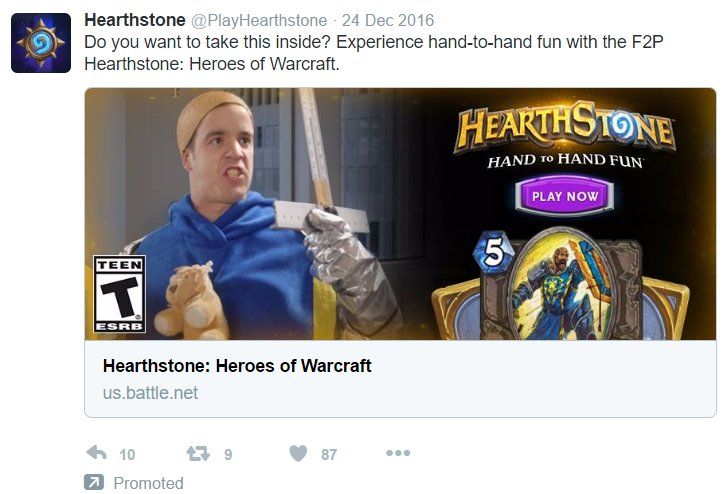 Hearthstone @PlayHearthstone · 24 Dec 2016
Do you want to take this inside? Experience hand-to-hand fun with the F2P
Hearthstone: Heroes of Warcraft.
HEARTHSTONE
HAND TO HAND FUN
PLAY NOW
5
TEEN
T
ESRB
Hearthstone: Heroes of Warcraft
us.battle.net
10 9 87 •••
Promoted